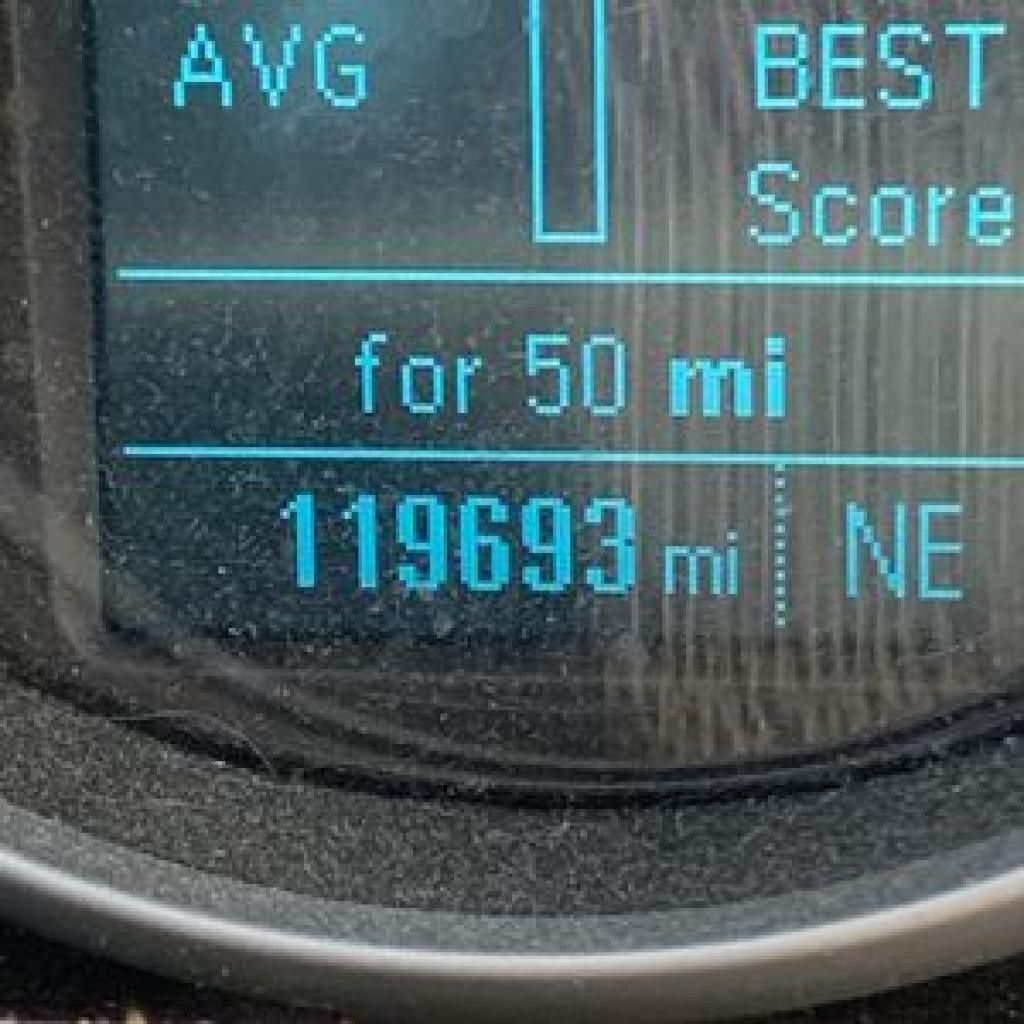 AVG BEST
Score
for 50 mi
119693 mi NE